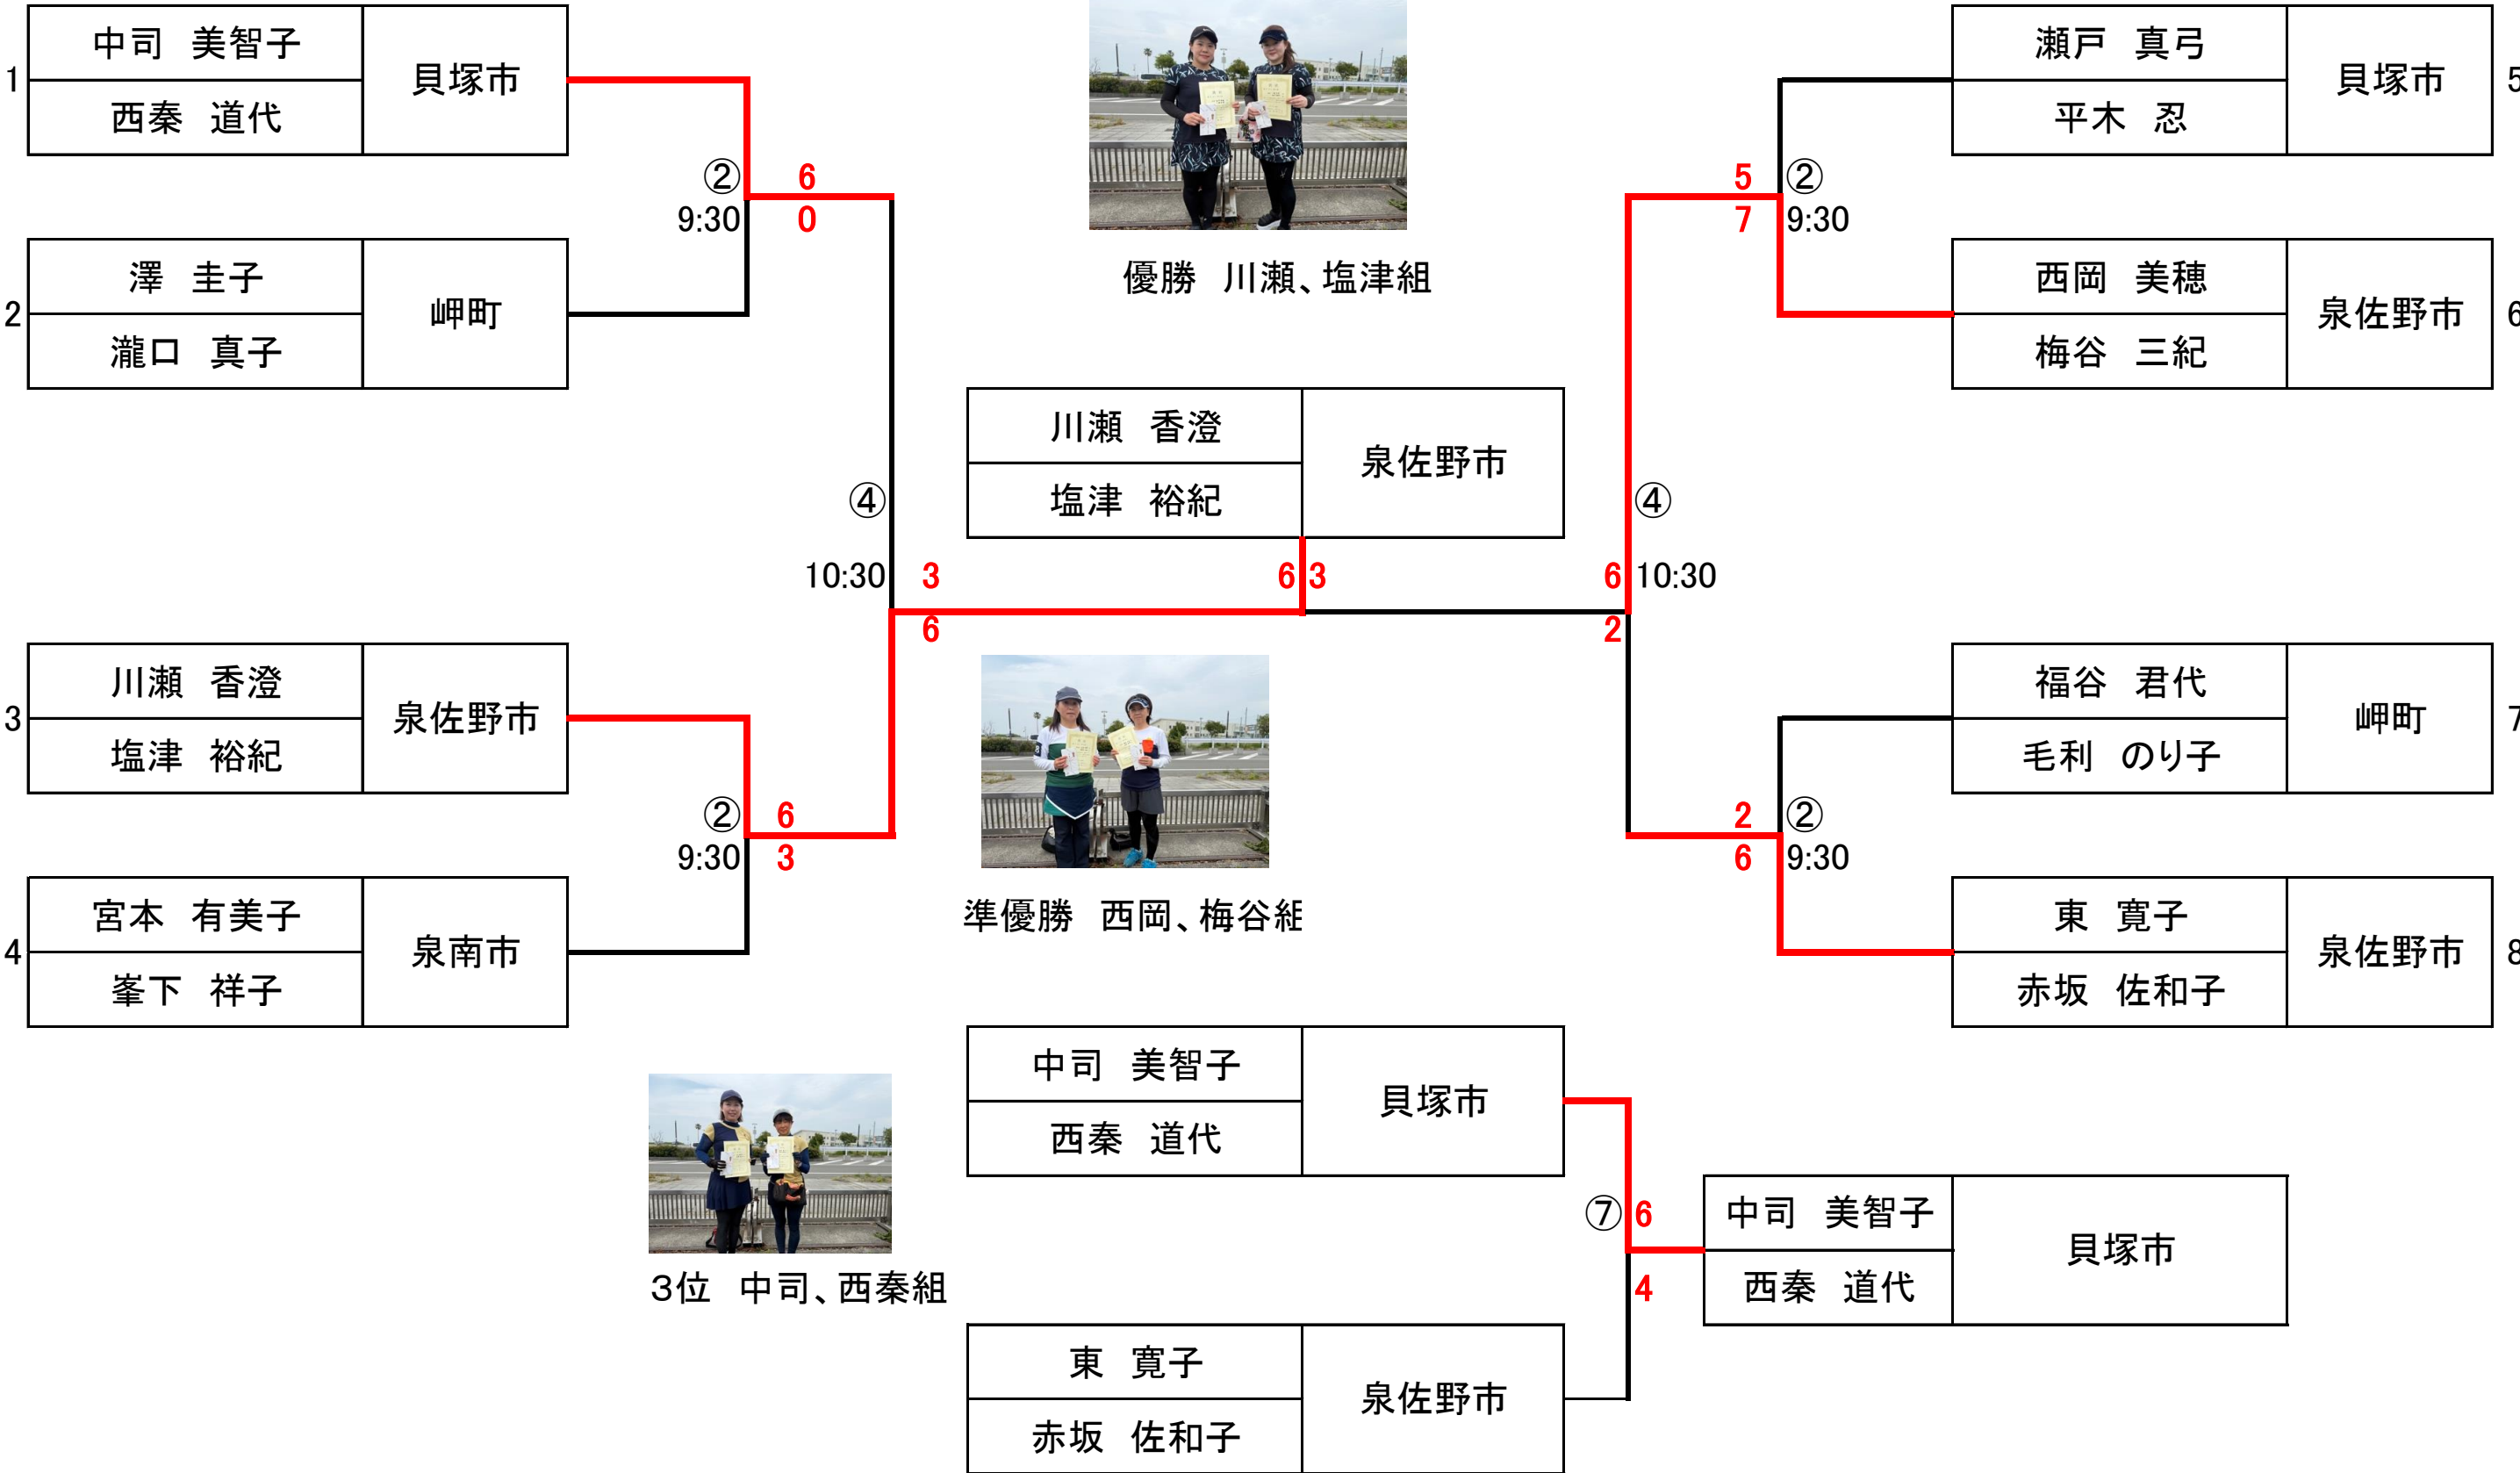 1
中司 美智子
西秦 道代
貝塚市
2
澤 圭子
瀧口 真子
岬町
② 6
9:30 0
3
川瀬 香澄
塩津 裕紀
泉佐野市
4
宮本 有美子
峯下 祥子
泉南市
② 6
9:30 3
④
10:30 3
6
優勝 川瀬、塩津組
川瀬 香澄
塩津 裕紀
泉佐野市
6 3
準優勝 西岡、梅谷組
瀬戸 真弓
平木 忍
貝塚市
5
西岡 美穂
梅谷 三紀
泉佐野市
6
5 ②
7 9:30
④
6 10:30
2
福谷 君代
毛利 のり子
岬町
7
東 寛子
赤坂 佐和子
泉佐野市
8
2 ②
6 9:30
3位 中司、西秦組
中司 美智子
西秦 道代
貝塚市
東 寛子
赤坂 佐和子
泉佐野市
⑦ 6
4
中司 美智子
西秦 道代
貝塚市